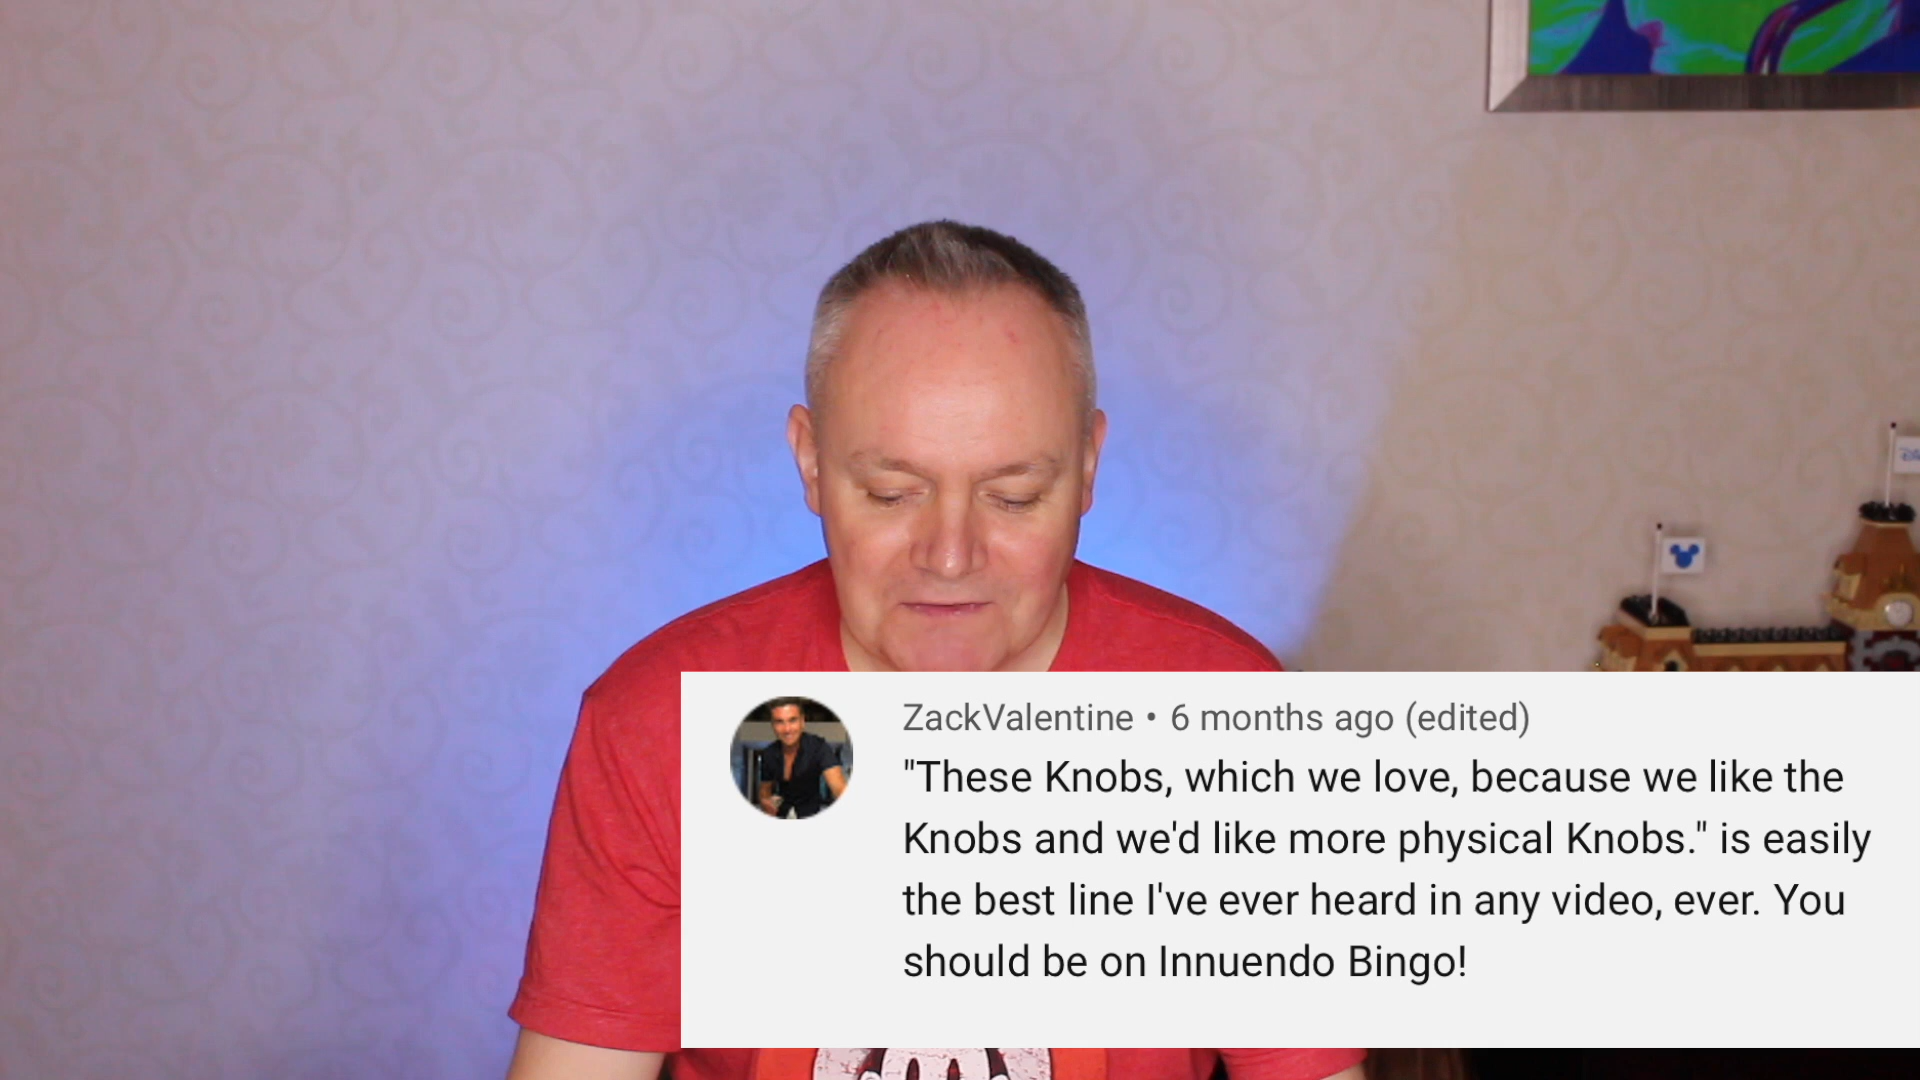 ZackValentine • 6 months ago (edited)
"These Knobs, which we love, because we like the
Knobs and we'd like more physical Knobs." is easily
the best line I've ever heard in any video, ever. You
should be on Innuendo Bingo!